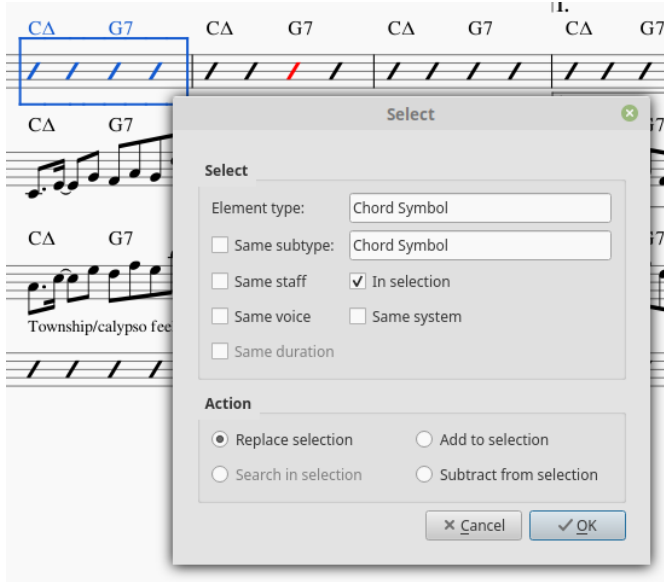 1.
CΔ G7 CΔ G7 CΔ G7 CΔ G7
Select
CΔ G7
Select
Element type: Chord Symbol
Same subtype: Chord Symbol
CΔ G7
Same staff In selection
Same voice Same system
Township/calypso fee
Same duration
Action
Replace selection Add to selection
Search in selection Subtract from selection
Cancel OK